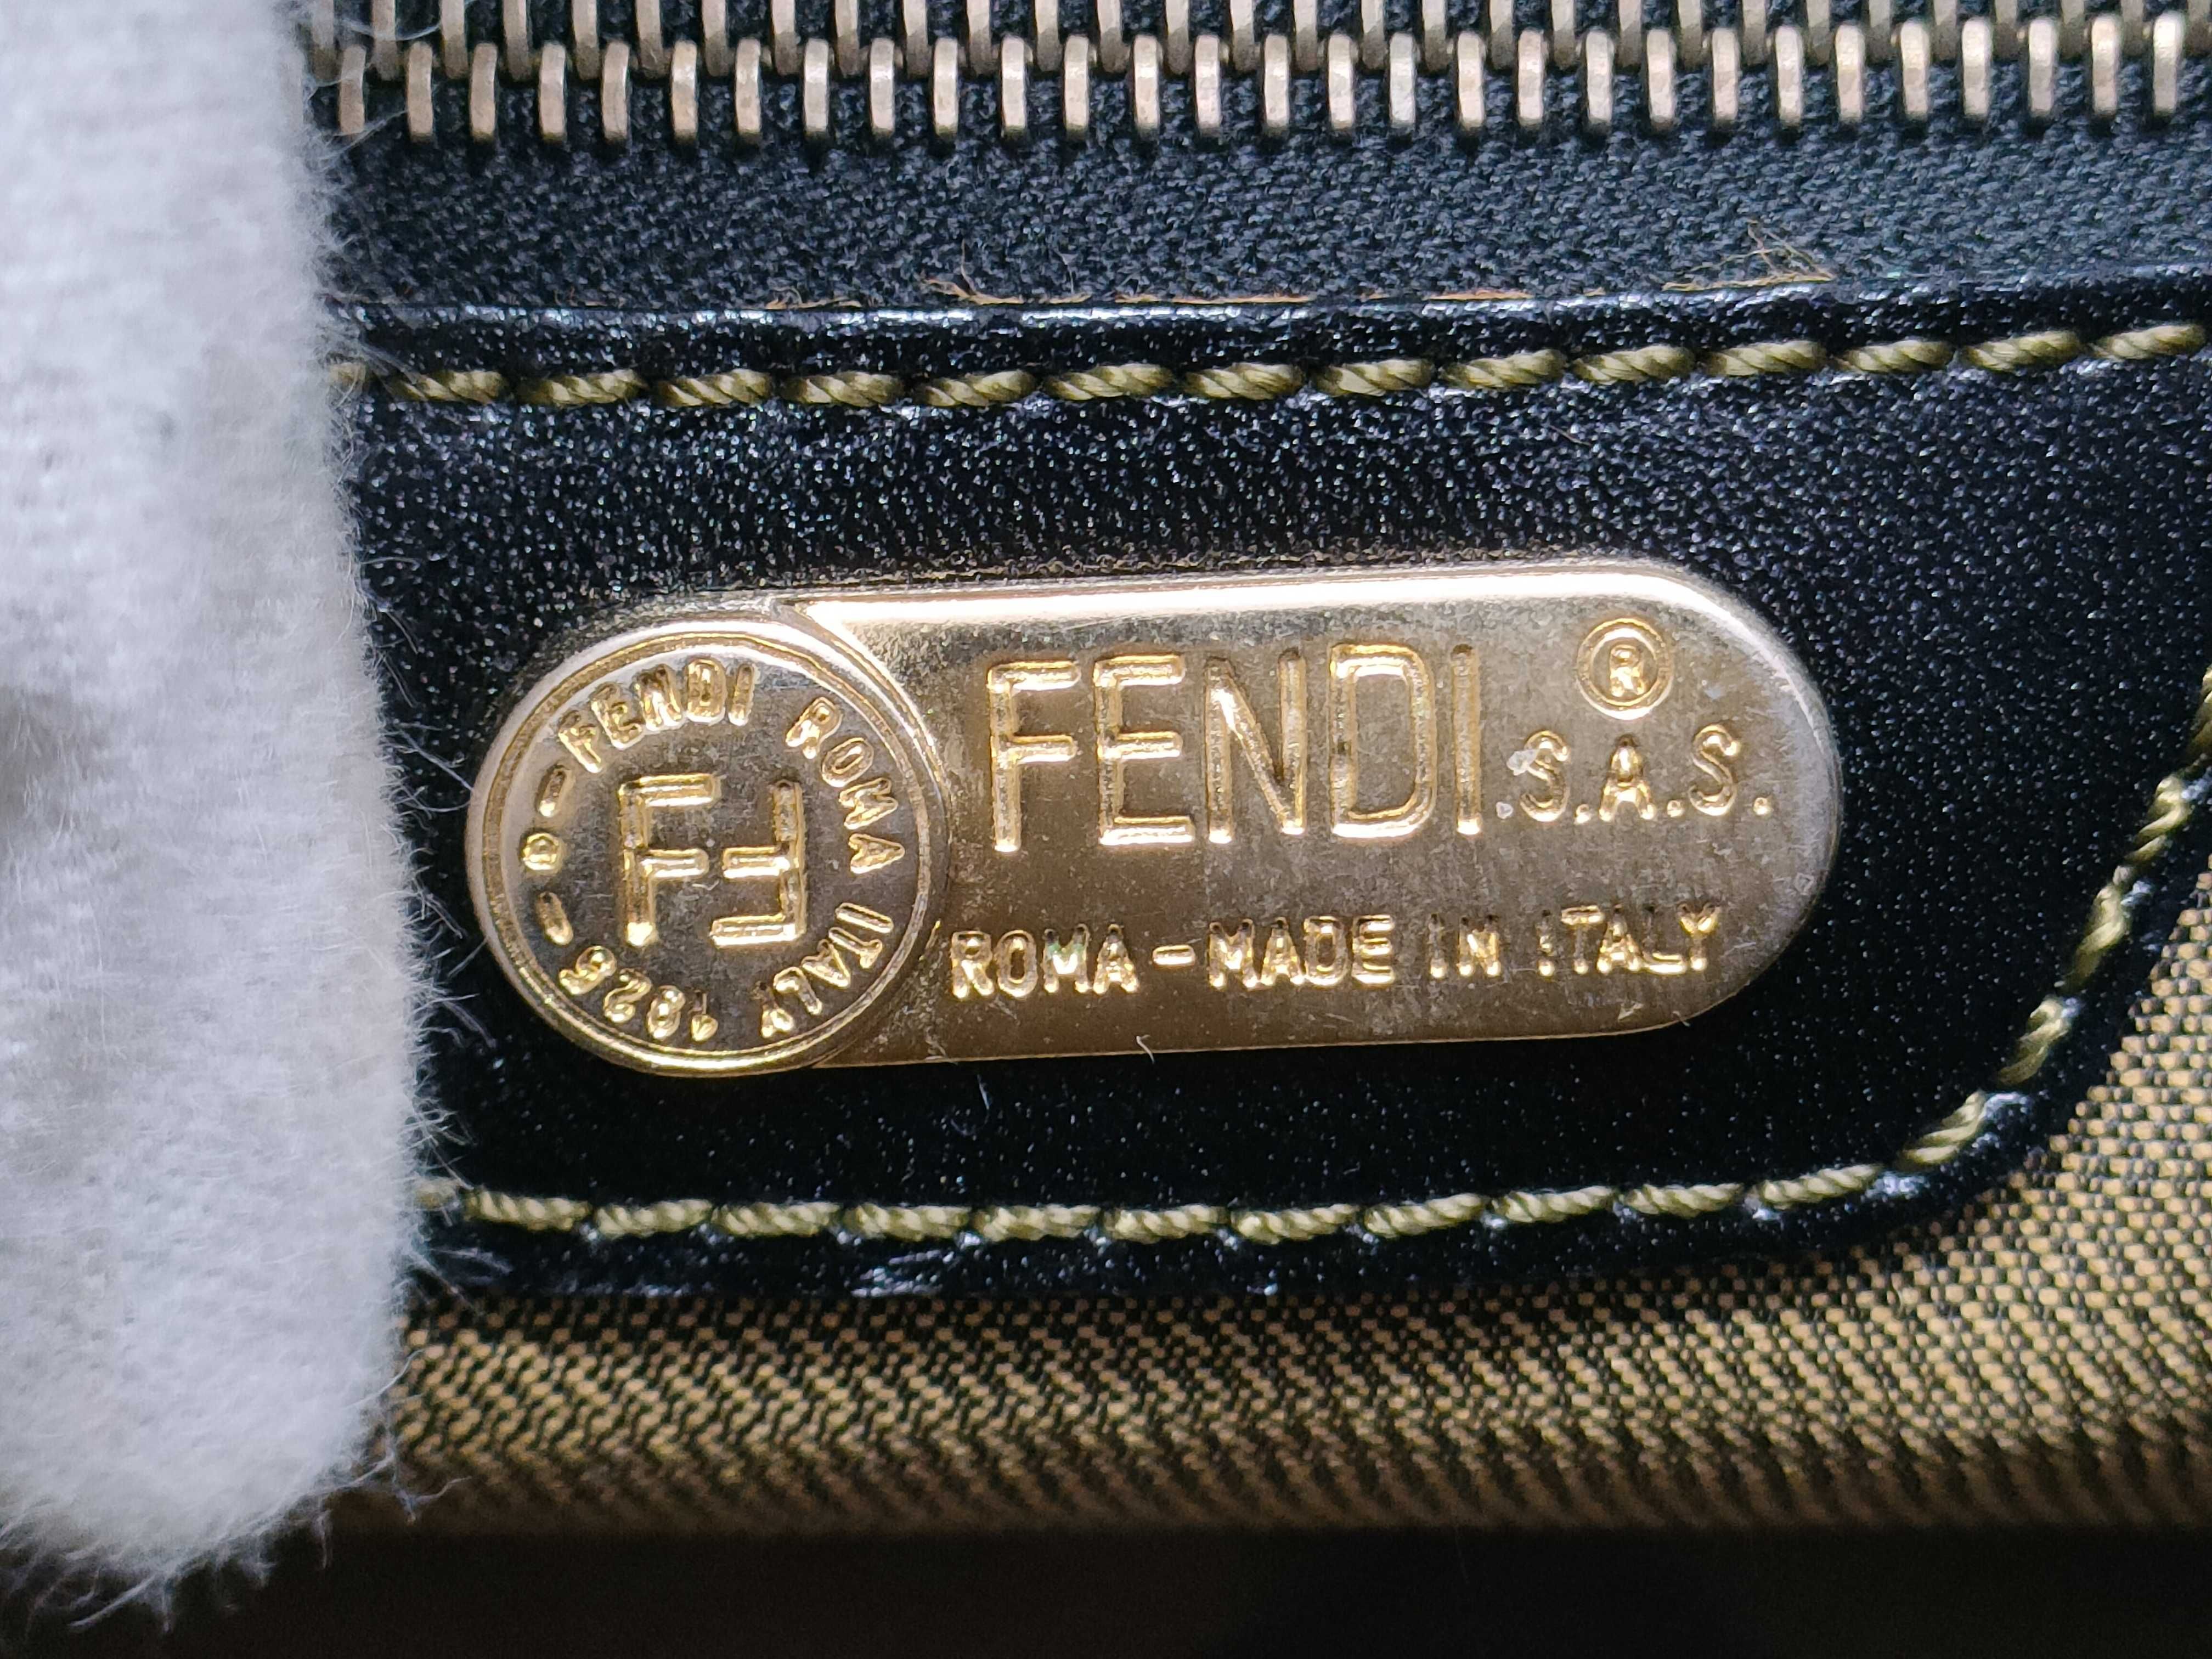 FENDI ROMA ITALY 1925
FF
FENDI S.A.S. ®
ROMA - MADE IN ITALY